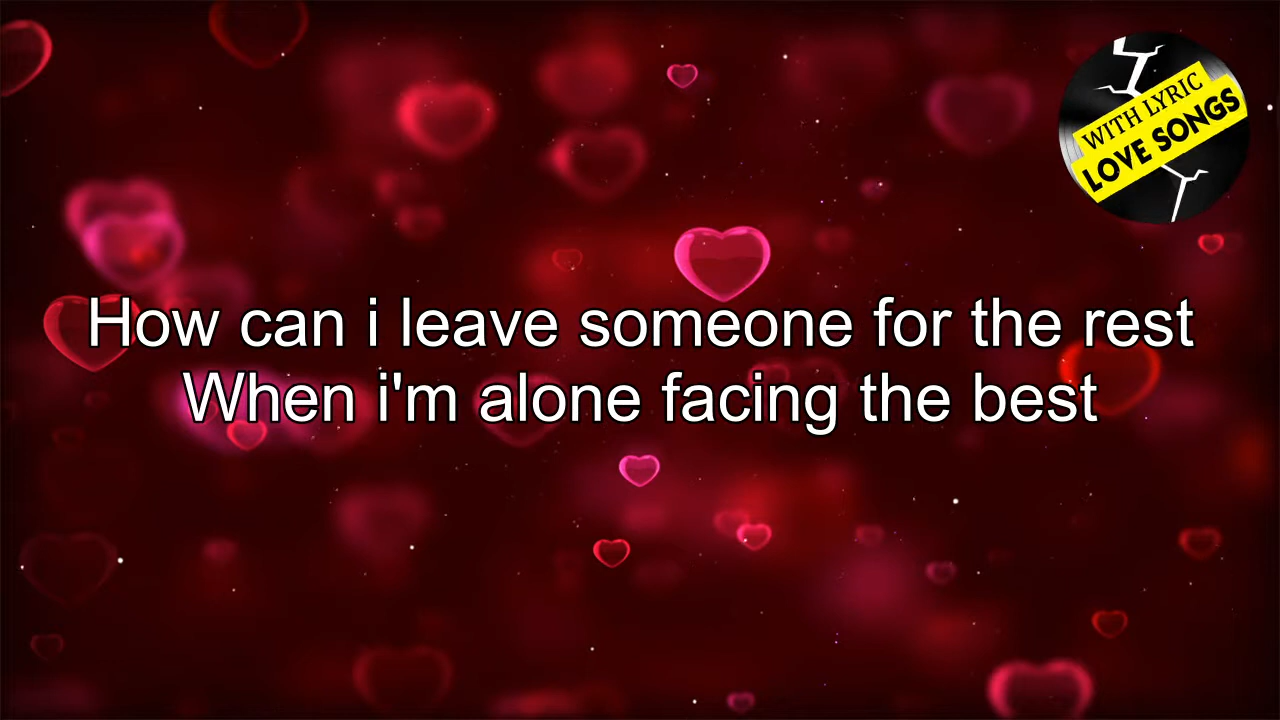 WITH LYRIC
LOVE SONGS
How can i leave someone for the rest
When i'm alone facing the best